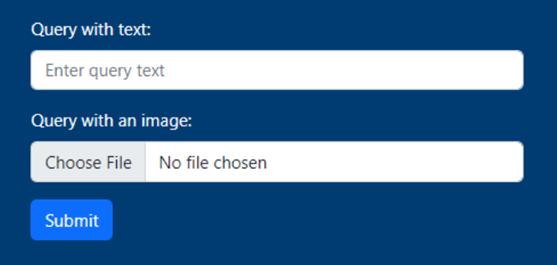 Query with text:
Enter query text
Query with an image:
Choose File No file chosen
Submit